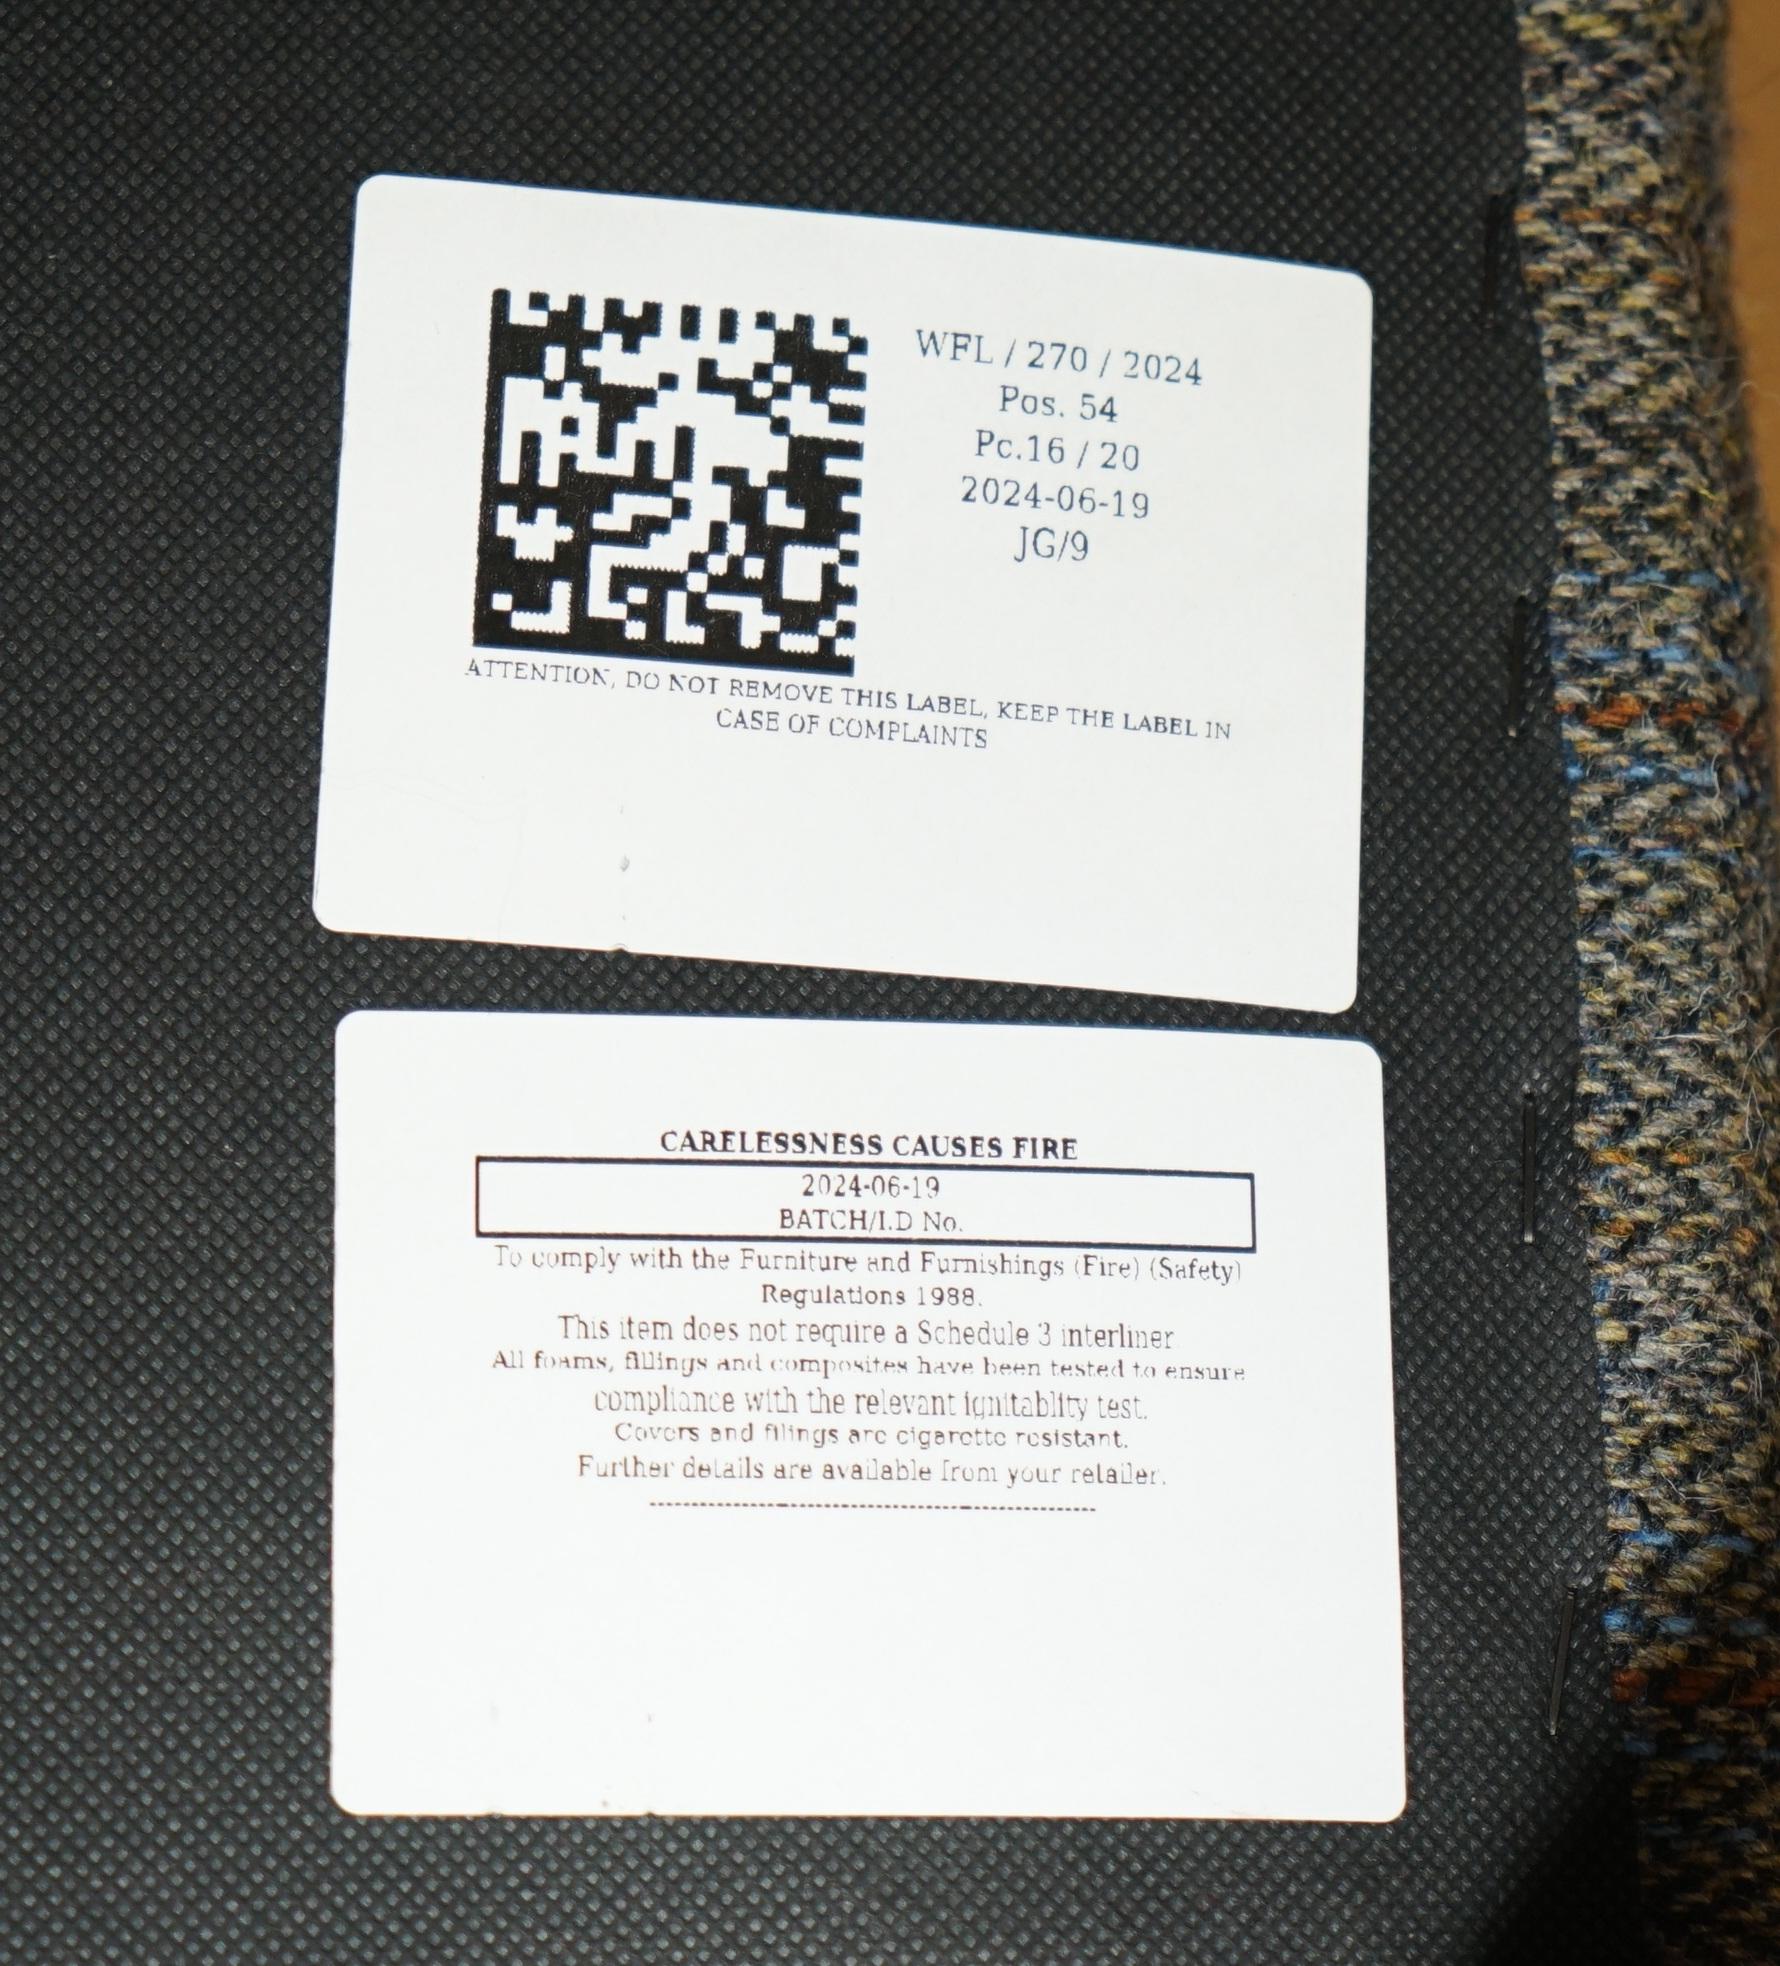 WFL / 270 / 2024
Pos. 54
Pc.16 / 20
2024-06-19
JG/9
ATTENTION, DO NOT REMOVE THIS LABEL, KEEP THE LABEL IN
CASE OF COMPLAINTS
CARELESSNESS CAUSES FIRE
2024-06-19
BATCH/I.D No.
To comply with the Furniture and Furnishings (Fire) (Safety)
Regulations 1988.
This item does not require a Schedule 3 interliner
All foams, fillings and composites have been tested to ensure
compliance with the relevant ignitablity test.
Covers and filings are cigarette resistant.
Further details are available from your retailer.